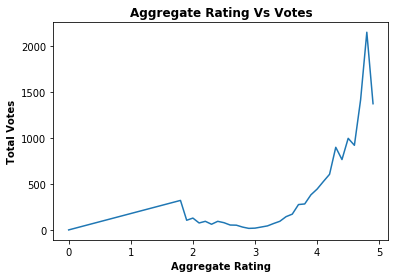 Aggregate Rating Vs Votes
Total Votes
2000
1500
1000
500
0
0 1 2 3 4 5
Aggregate Rating